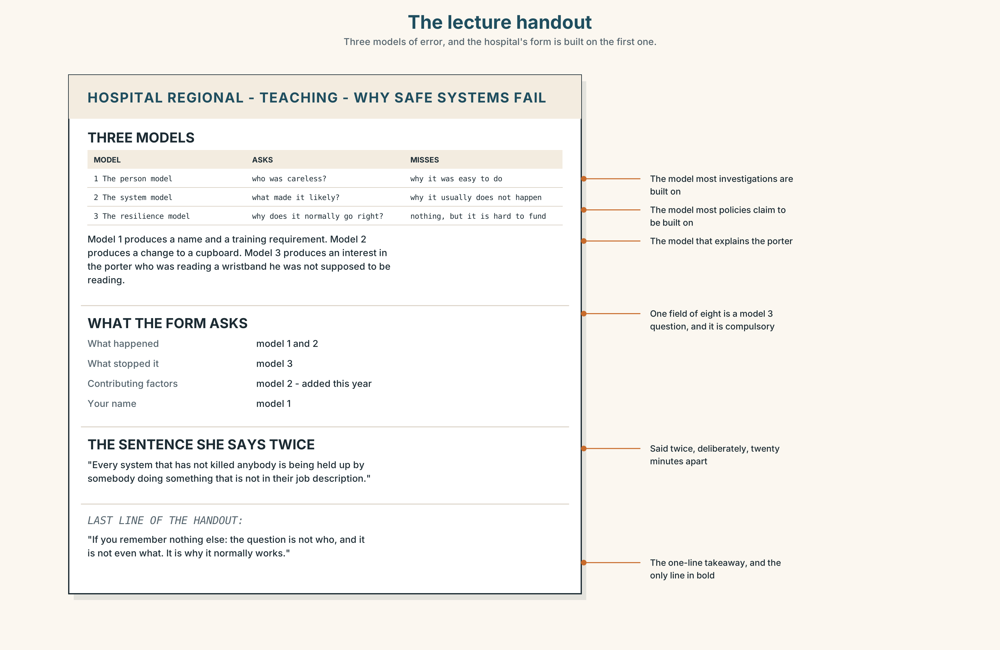 The lecture handout
Three models of error, and the hospital's form is built on the first one.
HOSPITAL REGIONAL - TEACHING - WHY SAFE SYSTEMS FAIL
THREE MODELS
MODEL ASKS MISSES
1 The person model who was careless? why it was easy to do
2 The system model what made it likely? why it usually does not happen
3 The resilience model why does it normally go right? nothing, but it is hard to fund
Model 1 produces a name and a training requirement. Model 2
produces a change to a cupboard. Model 3 produces an interest in
the porter who was reading a wristband he was not supposed to be
reading.
WHAT THE FORM ASKS
What happened model 1 and 2
What stopped it model 3
Contributing factors model 2 - added this year
Your name model 1
THE SENTENCE SHE SAYS TWICE
"Every system that has not killed anybody is being held up by
somebody doing something that is not in their job description."
LAST LINE OF THE HANDOUT:
"If you remember nothing else: the question is not who, and it
is not even what. It is why it normally works."
The model most investigations are
built on
The model most policies claim to
be built on
The model that explains the porter
One field of eight is a model 3
question, and it is compulsory
Said twice, deliberately, twenty
minutes apart
The one-line takeaway, and the
only line in bold